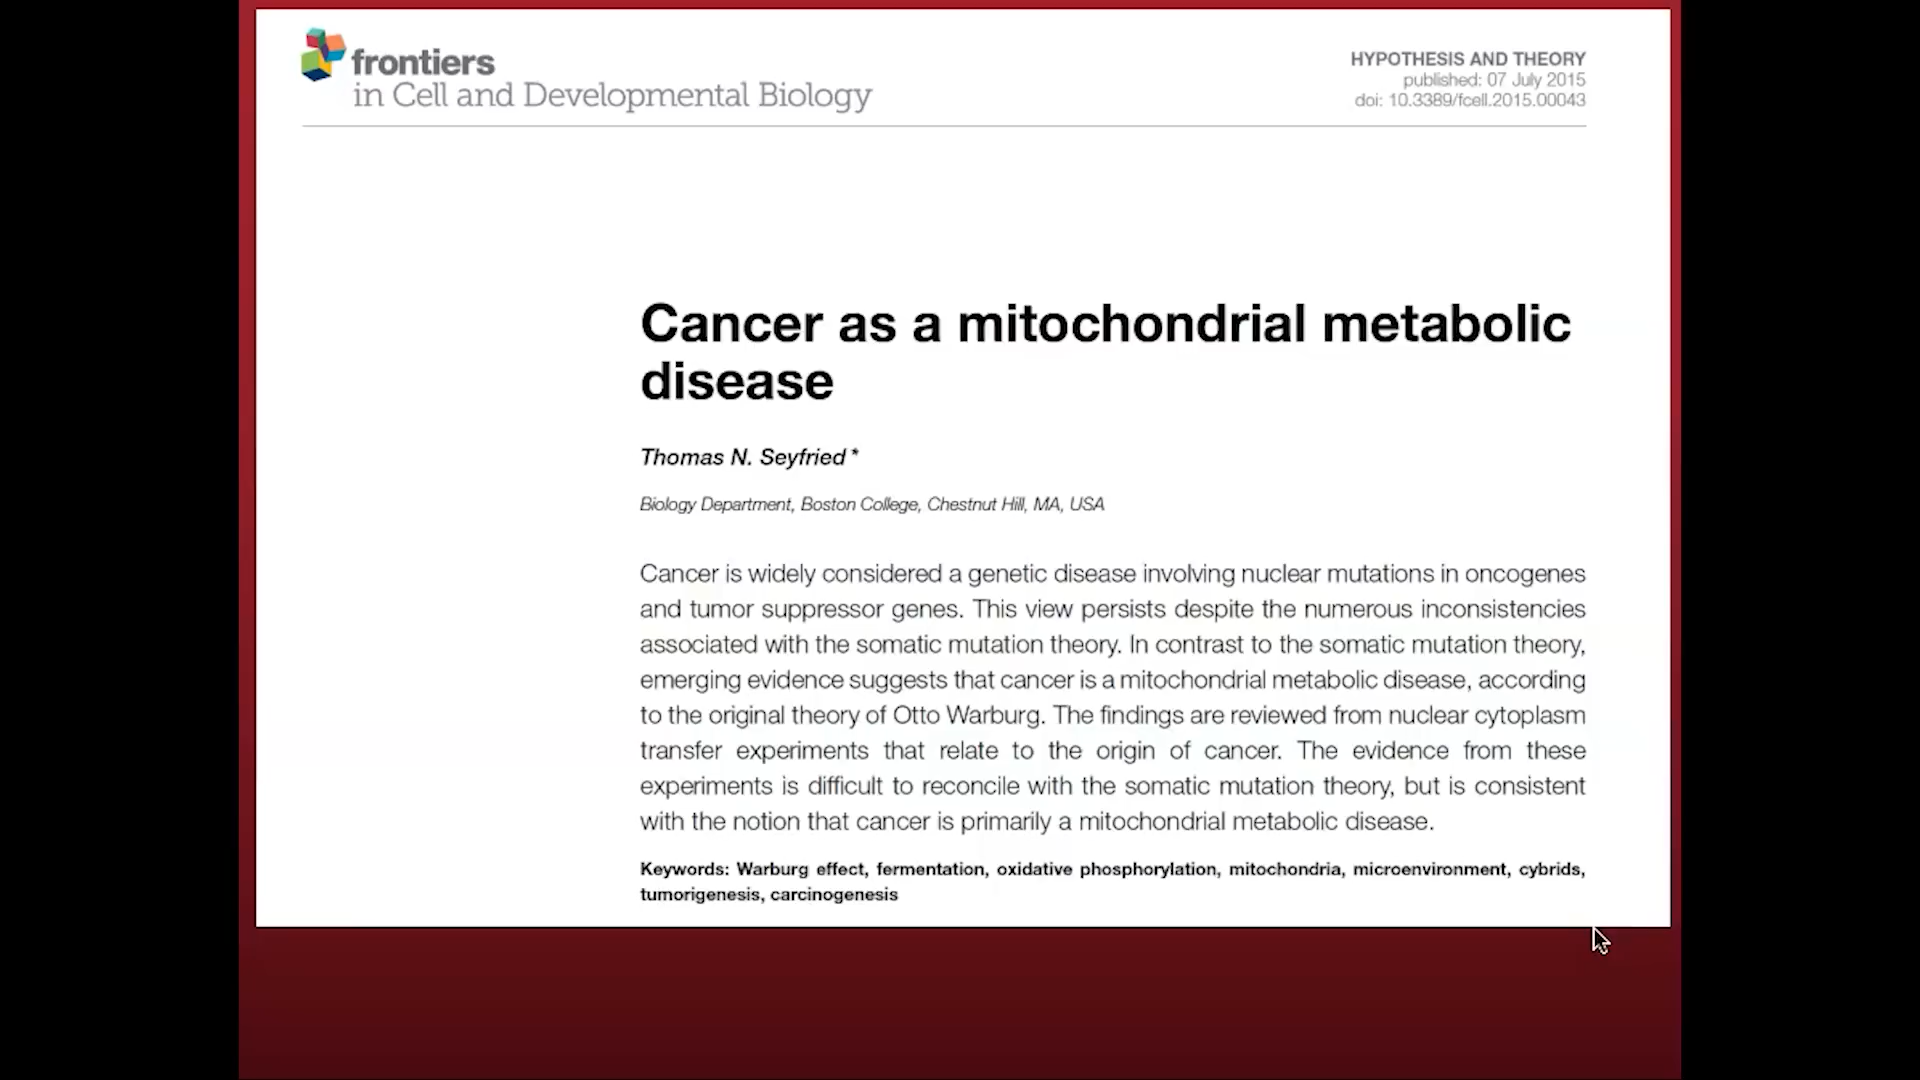 frontiers
in Cell and Developmental Biology
HYPOTHESIS AND THEORY
published: 07 July 2015
doi: 10.3389/fcell.2015.00043
Cancer as a mitochondrial metabolic
disease
Thomas N. Seyfried *
Biology Department, Boston College, Chestnut Hill, MA, USA
Cancer is widely considered a genetic disease involving nuclear mutations in oncogenes
and tumor suppressor genes. This view persists despite the numerous inconsistencies
associated with the somatic mutation theory. In contrast to the somatic mutation theory,
emerging evidence suggests that cancer is a mitochondrial metabolic disease, according
to the original theory of Otto Warburg. The findings are reviewed from nuclear cytoplasm
transfer experiments that relate to the origin of cancer. The evidence from these
experiments is difficult to reconcile with the somatic mutation theory, but is consistent
with the notion that cancer is primarily a mitochondrial metabolic disease.
Keywords: Warburg effect, fermentation, oxidative phosphorylation, mitochondria, microenvironment, cybrids,
tumorigenesis, carcinogenesis